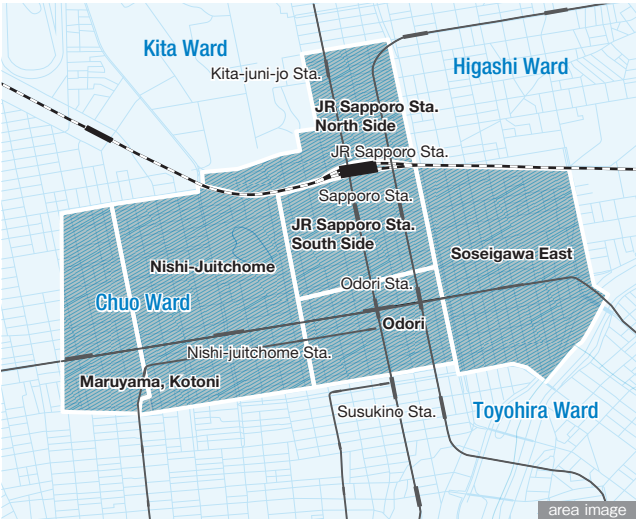 Kita Ward
Higashi Ward
Kita-juni-jo Sta.
JR Sapporo Sta.
North Side
JR Sapporo Sta.
Sapporo Sta.
JR Sapporo Sta.
South Side
Soseigawa East
Nishi-Juitchome
Odori Sta.
Chuo Ward
Odori
Nishi-juitchome Sta.
Maruyama, Kotoni
Susukino Sta.
Toyohira Ward
area image